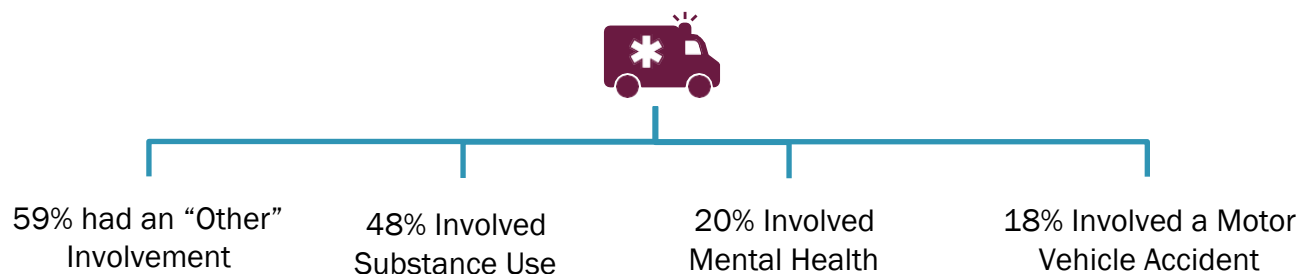 59% had an “Other”
Involvement
48% Involved
Substance Use
20% Involved
Mental Health
18% Involved a Motor
Vehicle Accident